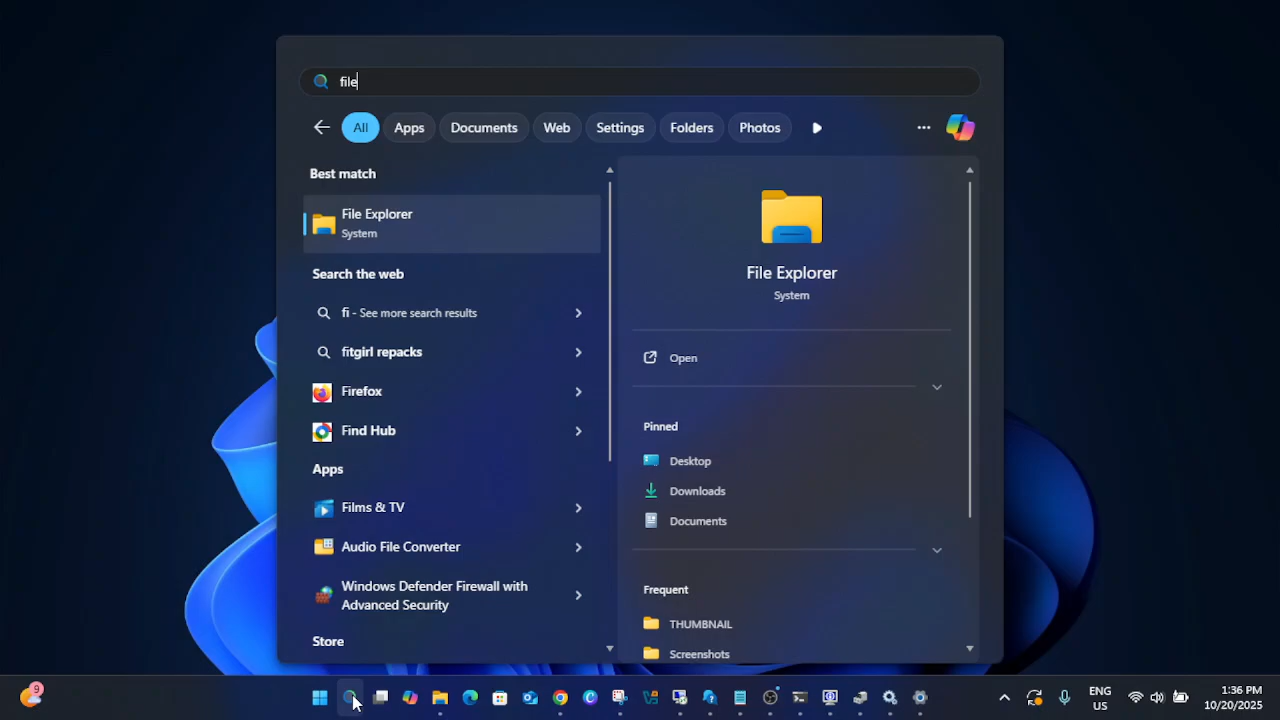 file
All Apps Documents Web Settings Folders Photos
Best match
File Explorer
System
Search the web
fi - See more search results
fitgirl repacks
Firefox
Find Hub
Apps
Films & TV
Audio File Converter
Windows Defender Firewall with
Advanced Security
Store
File Explorer
System
Open
Pinned
Desktop
Downloads
Documents
Frequent
THUMBNAIL
Screenshots
9
ENG
US
1:36 PM
10/20/2025